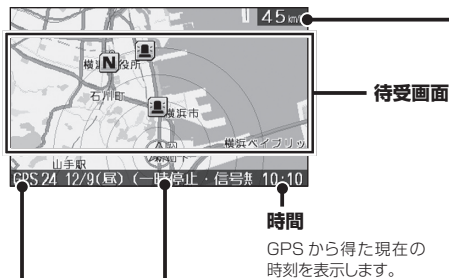 45 km/h
N
横浜市役所
石川町
横浜市
横浜ベイブリッ
山手駅
GPS 24 12/9(昼) (一時停止・信号無 10:10
待受画面
時間
GPS から得た現在の
時刻を表示します。